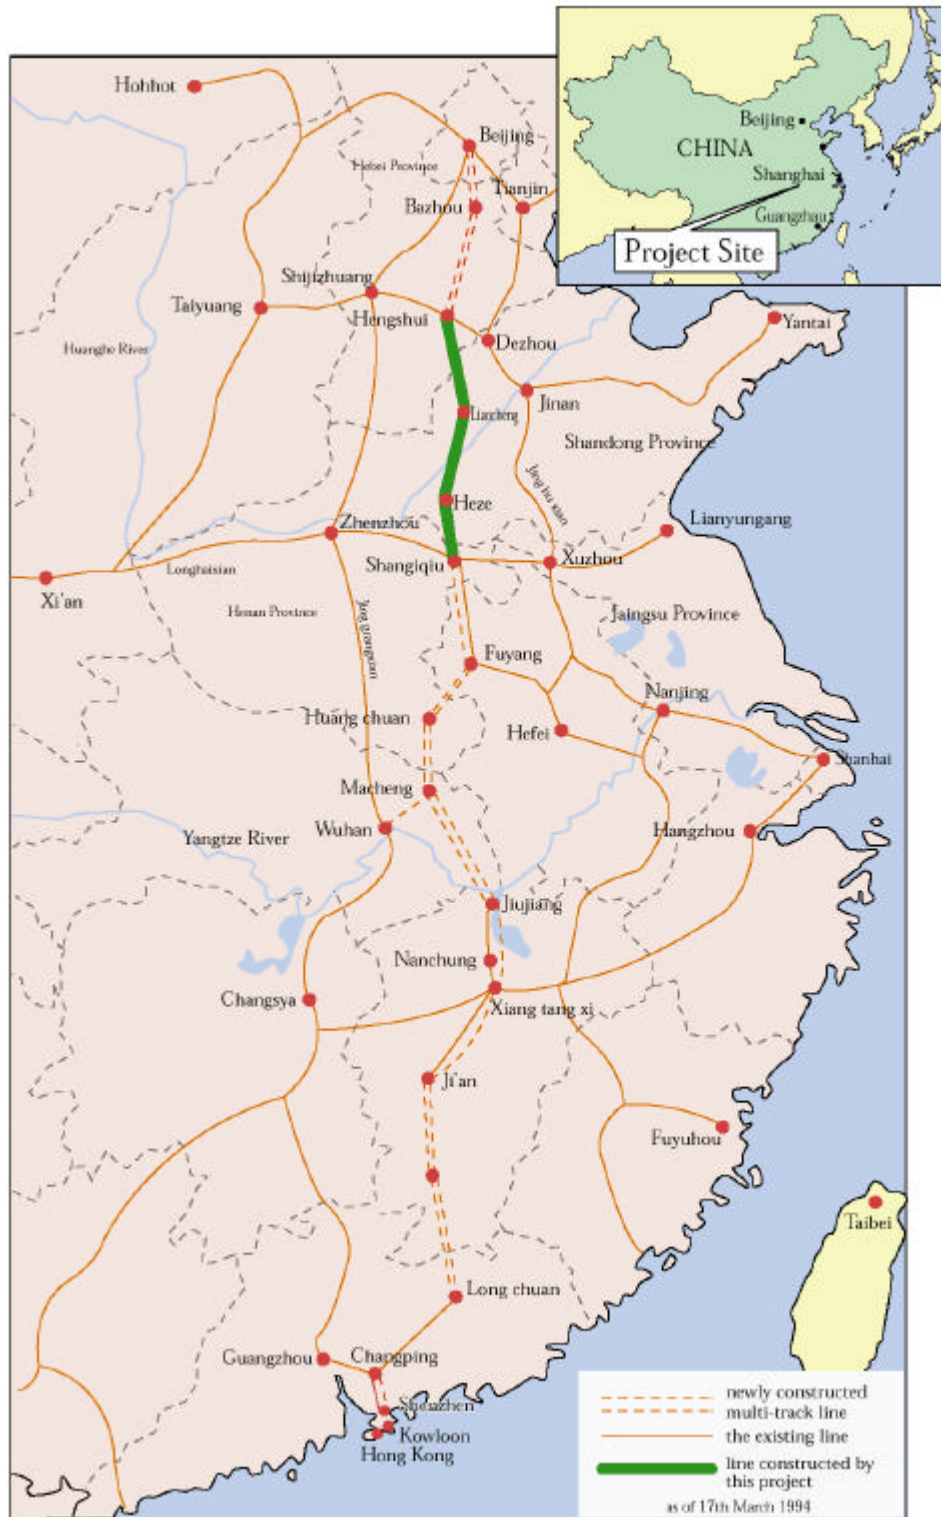 Hohhot
Beijing
Hebei Province
Tianjin
Bazhou
Beijing
CHINA
Shanghai
Guangzhau
Project Site
Shijizhuang
Taiyuang
Hengshui
Yantai
Huanghe River
Dezhou
Jinan
Shandong Province
Heze
Zhenzhou
Lianyungang
Shangiqiu
Xuzhou
Longhaisian
Xi'an
Henan Province
Jaingsu Province
Fuyang
Nanjing
Huang chuan
Hefei
Shanhai
Macheng
Wuhan
Yangtze River
Hangzhou
Jiujiang
Nanchung
Changsya
Xiang tang xi
Ji'an
Fuyuhou
Taibei
Long chuan
Guangzhou
Changping
Shenzhen
Kowloon
Hong Kong
newly constructed
multi-track line
the existing line
line constructed by
this project
as of 17th March 1994